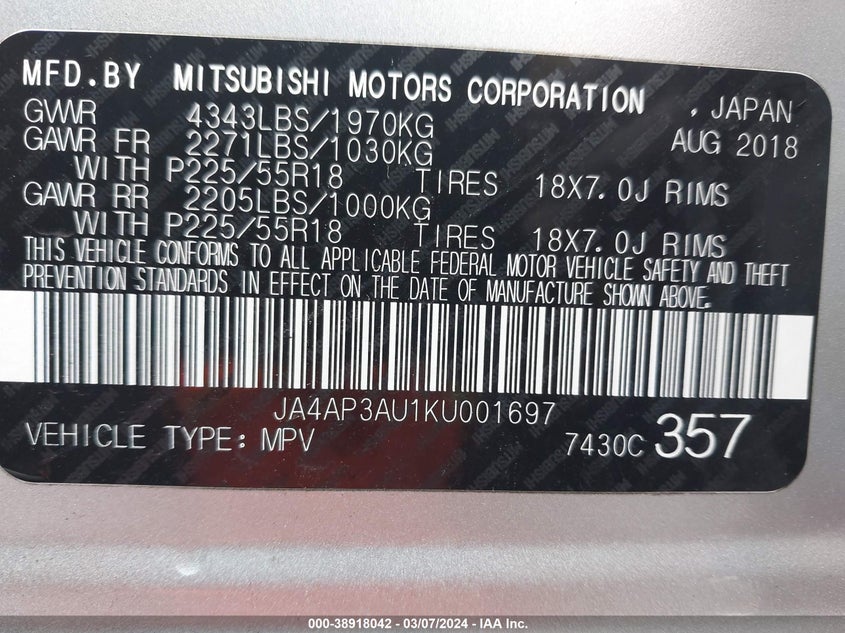 MFD.BY MITSUBISHI MOTORS CORPORATION , JAPAN
GVWR 4343LBS/1970KG AUG 2018
GAWR FR 2271LBS/1030KG
WITH P225/55R18 TIRES 18X7.0J RIMS
GAWR RR 2205LBS/1000KG
WITH P225/55R18 TIRES 18X7.0J RIMS
THIS VEHICLE CONFORMS TO ALL APPLICABLE FEDERAL MOTOR VEHICLE SAFETY AND THEFT
PREVENTION STANDARDS IN EFFECT ON THE DATE OF MANUFACTURE SHOWN ABOVE.
JA4AP3AU1KU001697
VEHICLE TYPE: MPV 7430C 357
000-38918042 - 03/07/2024 - IAA Inc.